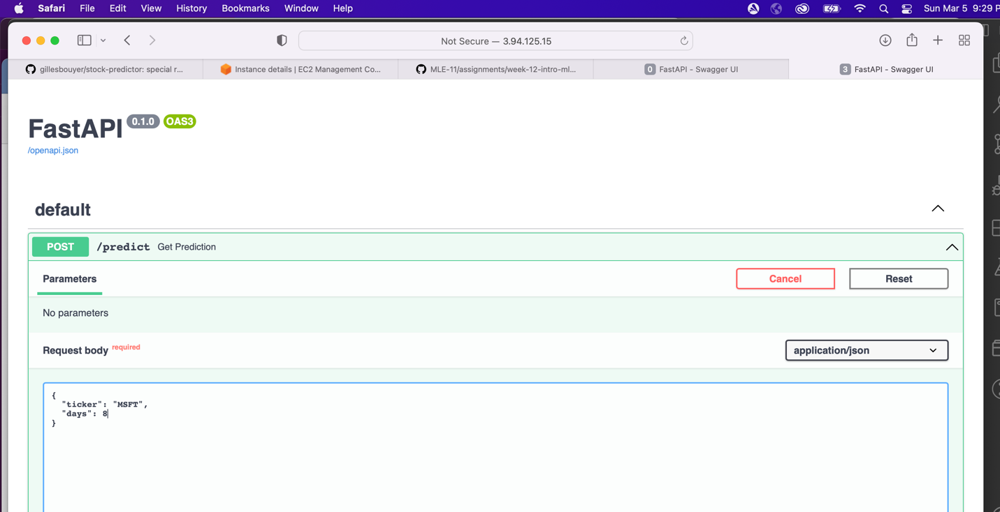 Safari File Edit View History Bookmarks Window Help Sun Mar 5 9:29 P
Not Secure — 3.94.125.15
gillesbouyer/stock-predictor: special r... Instance details | EC2 Management Co... MLE-11/assignments/week-12-intro-ml... 0 FastAPI - Swagger UI 3 FastAPI - Swagger UI
FastAPI 0.1.0 OAS3
/openapi.json
default
POST /predict Get Prediction
Parameters Cancel Reset
No parameters
Request body required application/json
{
"ticker": "MSFT",
"days": 8
}